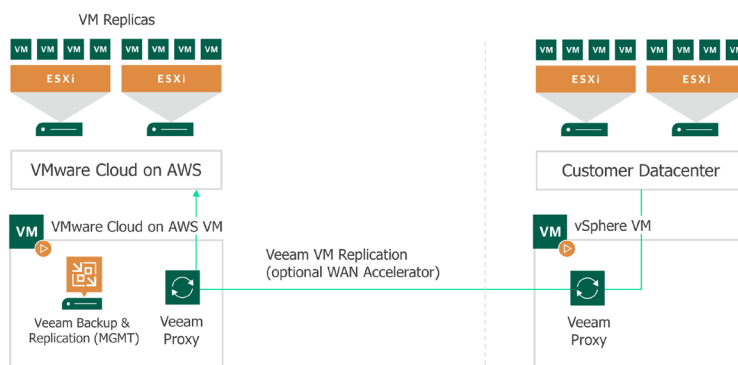 VM Replicas
VM VM VM VM VM VM VM VM
ESXi ESXi
VMware Cloud on AWS
VM VMware Cloud on AWS VM
Veeam Backup &
Replication (MGMT)
Veeam
Proxy
Veeam VM Replication
(optional WAN Accelerator)
VM VM VM VM VM VM VM VM
ESXi ESXi
Customer Datacenter
VM vSphere VM
Veeam
Proxy